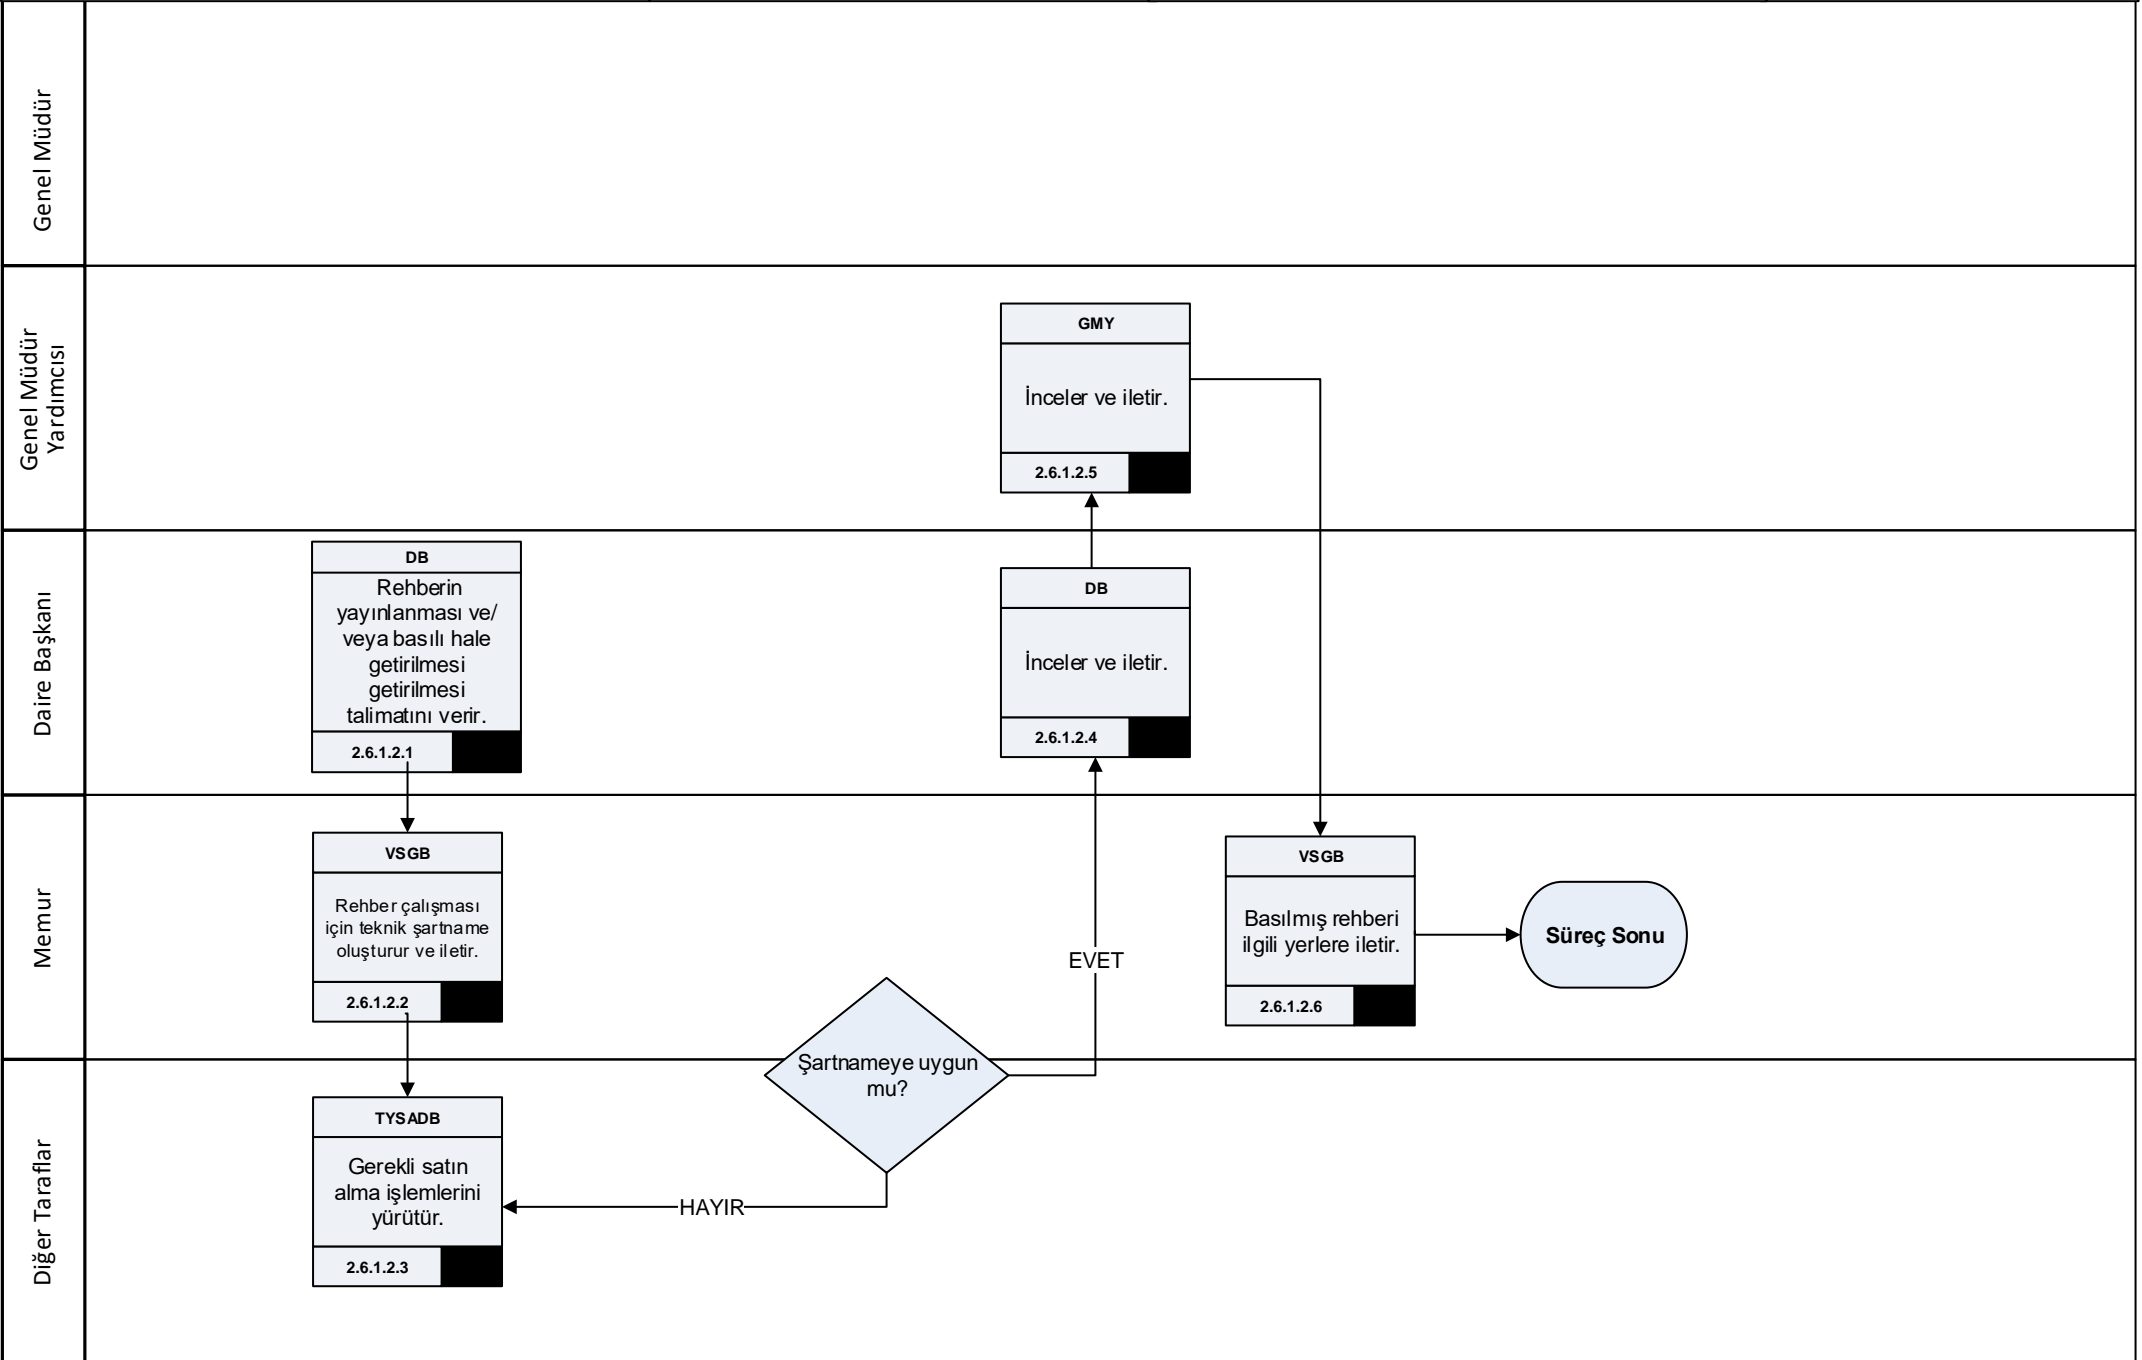 Genel Müdür
Genel Müdür
Yardımcısı
GMY
İnceler ve iletir.
2.6.1.2.5
Daire Başkanı
DB
Rehberin
yayınlanması ve/
veya basılı hale
getirilmesi
getirilmesi
talimatını verir.
2.6.1.2.1
DB
İnceler ve iletir.
2.6.1.2.4
Memur
VSGB
Rehber çalışması
için teknik şartname
oluşturur ve iletir.
2.6.1.2.2
EVET
VSGB
Basılmış rehberi
ilgili yerlere iletir.
2.6.1.2.6
Süreç Sonu
Şartnameye uygun
mu?
Diğer Taraflar
TYSADB
Gerekli satın
alma işlemlerini
yürütür.
2.6.1.2.3
HAYIR